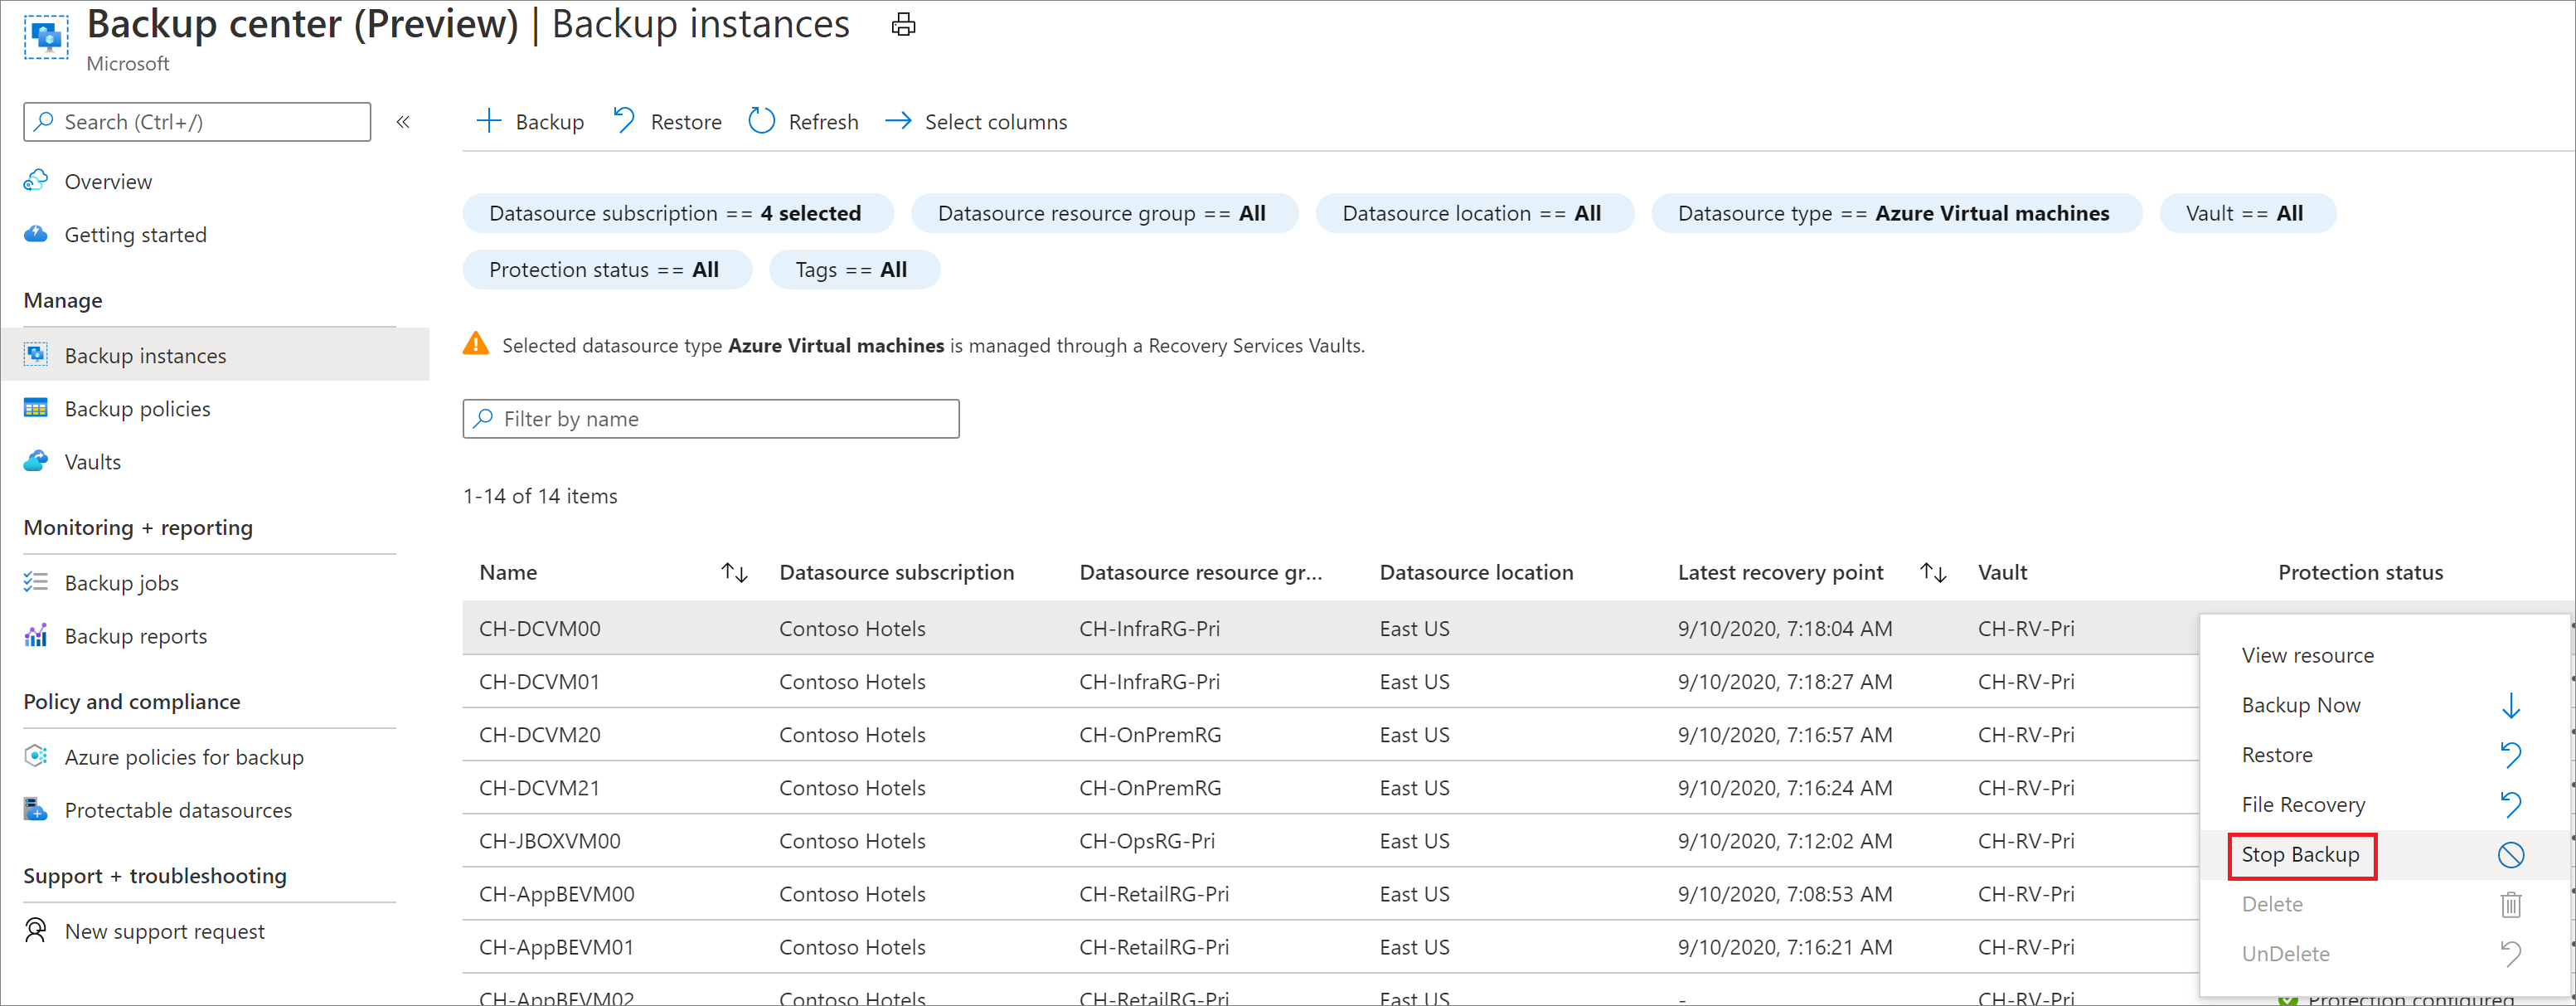 Backup center (Preview) | Backup instances
Microsoft
Search (Ctrl+/)
«
Overview
Getting started
Manage
Backup instances
Backup policies
Vaults
Monitoring + reporting
Backup jobs
Backup reports
Policy and compliance
Azure policies for backup
Protectable datasources
Support + troubleshooting
New support request
Backup Restore Refresh Select columns
Datasource subscription == 4 selected Datasource resource group == All Datasource location == All Datasource type == Azure Virtual machines Vault == All
Protection status == All Tags == All
Selected datasource type Azure Virtual machines is managed through a Recovery Services Vaults.
Filter by name
1-14 of 14 items
Name Datasource subscription Datasource resource gr... Datasource location Latest recovery point Vault Protection status
CH-DCVM00 Contoso Hotels CH-InfraRG-Pri East US 9/10/2020, 7:18:04 AM CH-RV-Pri
CH-DCVM01 Contoso Hotels CH-InfraRG-Pri East US 9/10/2020, 7:18:27 AM CH-RV-Pri
CH-DCVM20 Contoso Hotels CH-OnPremRG East US 9/10/2020, 7:16:57 AM CH-RV-Pri
CH-DCVM21 Contoso Hotels CH-OnPremRG East US 9/10/2020, 7:16:24 AM CH-RV-Pri
CH-JBOXVM00 Contoso Hotels CH-OpsRG-Pri East US 9/10/2020, 7:12:02 AM CH-RV-Pri
CH-AppBEVM00 Contoso Hotels CH-RetailRG-Pri East US 9/10/2020, 7:08:53 AM CH-RV-Pri
CH-AppBEVM01 Contoso Hotels CH-RetailRG-Pri East US 9/10/2020, 7:16:21 AM CH-RV-Pri
CH-AppBEVM02 Contoso Hotels CH-RetailRG-Pri East US - CH-RV-Pri Protection configured
View resource
Backup Now
Restore
File Recovery
Stop Backup
Delete
UnDelete